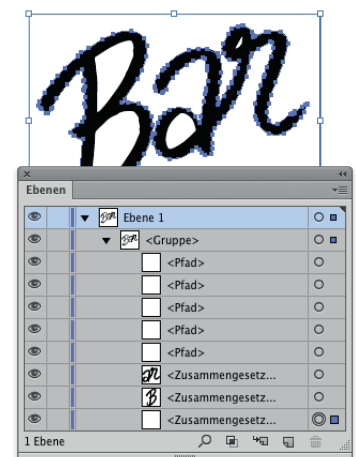 Bar
Ebenen
Ebene 1
<Gruppe>
<Pfad>
<Pfad>
<Pfad>
<Pfad>
<Pfad>
<Zusammengesetz...
<Zusammengesetz...
<Zusammengesetz...
1 Ebene